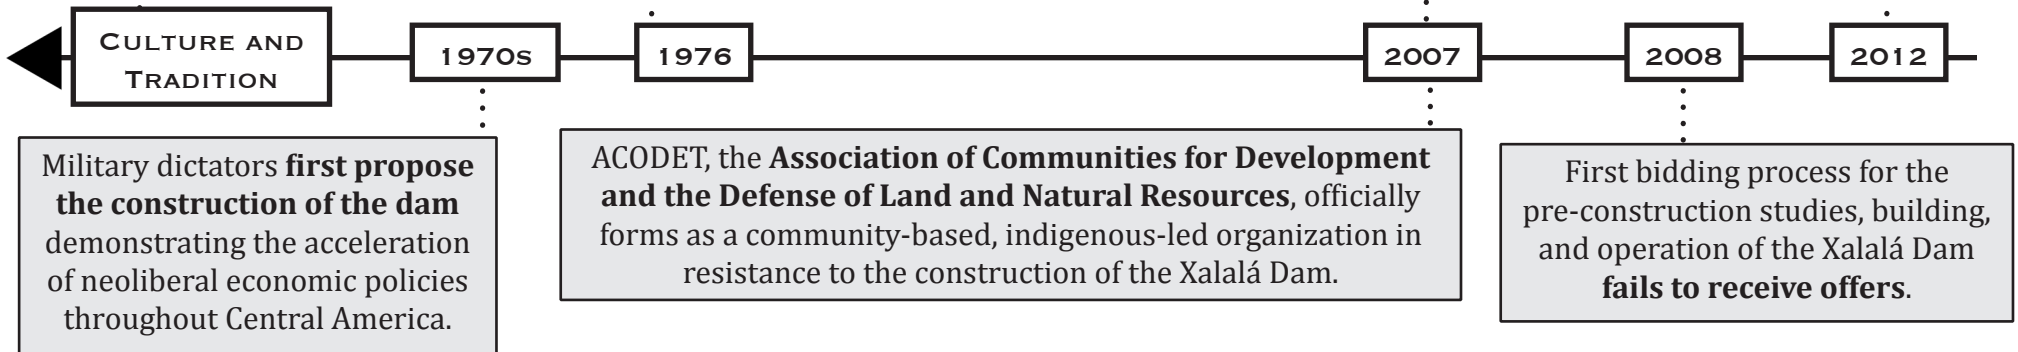 CULTURE AND
TRADITION
1970s
1976
2007
2008
2012
Military dictators first propose
the construction of the dam
demonstrating the acceleration
of neoliberal economic policies
throughout Central America.
ACODET, the Association of Communities for Development
and the Defense of Land and Natural Resources, officially
forms as a community-based, indigenous-led organization in
resistance to the construction of the Xalalá Dam.
First bidding process for the
pre-construction studies, building,
and operation of the Xalalá Dam
fails to receive offers.